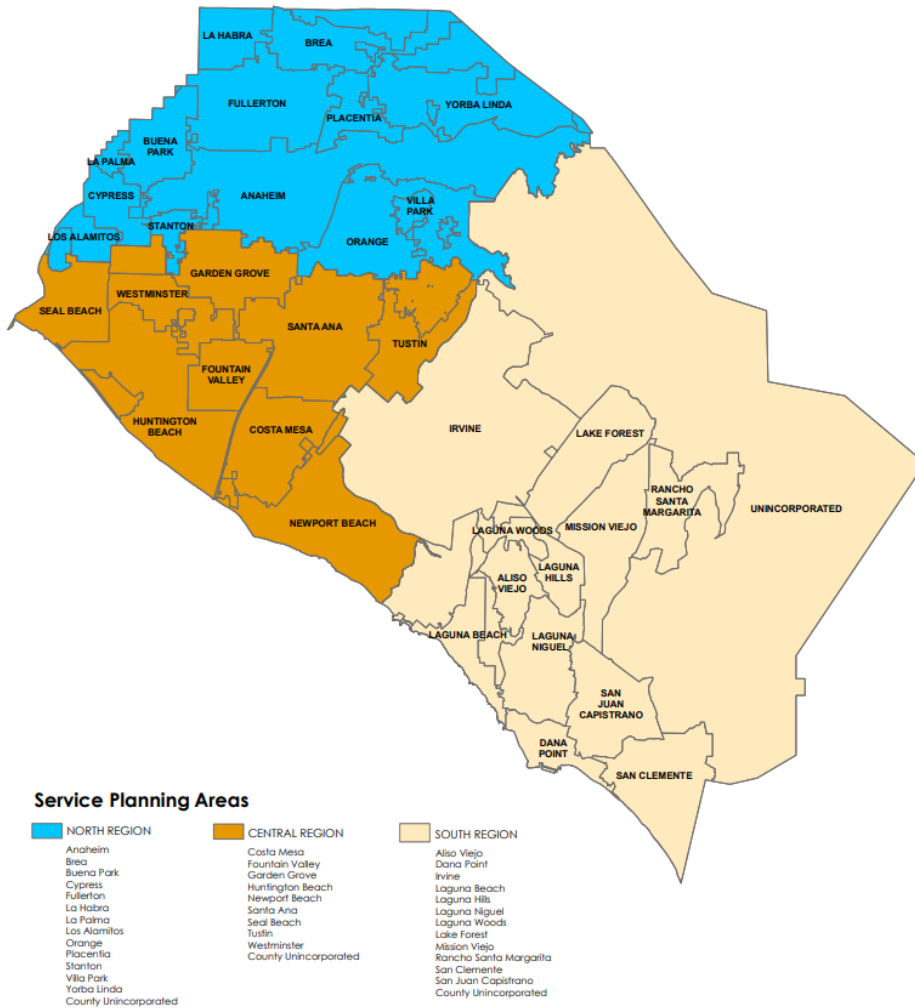 LA HABRA
BREA
FULLERTON
YORBA LINDA
PLACENTIA
BUENA
PARK
LA PALMA
CYPRESS
ANAHEIM
VILLA
PARK
STANTON
LOS ALAMITOS
ORANGE
GARDEN GROVE
WESTMINSTER
SEAL BEACH
SANTA ANA
TUSTIN
FOUNTAIN
VALLEY
HUNTINGTON
BEACH
COSTA MESA
IRVINE
LAKE FOREST
RANCHO
SANTA
MARGARITA
UNINCORPORATED
NEWPORT BEACH
LAGUNA WOODS
MISSION VIEJO
LAGUNA
HILLS
ALISO
VIEJO
LAGUNA BEACH
LAGUNA
NIGUEL
SAN
JUAN
CAPISTRANO
DANA
POINT
SAN CLEMENTE
Service Planning Areas
NORTH REGION
Anaheim
Brea
Buena Park
Cypress
Fullerton
La Habra
La Palma
Los Alamitos
Orange
Placentia
Stanton
Villa Park
Yorba Linda
County Unincorporated
CENTRAL REGION
Costa Mesa
Fountain Valley
Garden Grove
Huntington Beach
Newport Beach
Santa Ana
Seal Beach
Tustin
Westminster
County Unincorporated
SOUTH REGION
Aliso Viejo
Dana Point
Irvine
Laguna Beach
Laguna Hills
Laguna Niguel
Laguna Woods
Lake Forest
Mission Viejo
Rancho Santa Margarita
San Clemente
San Juan Capistrano
County Unincorporated